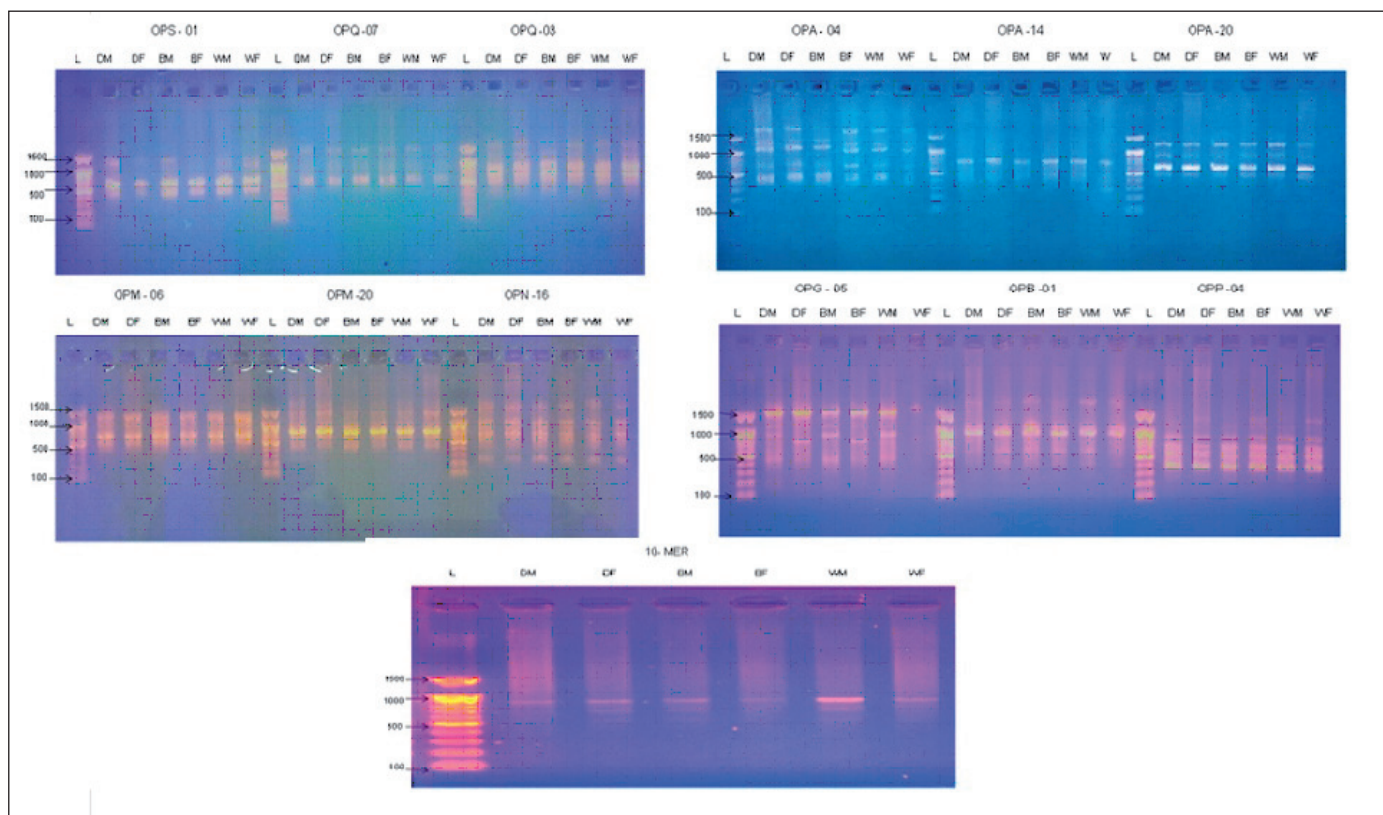 OPS - 01 OPQ -07 OPQ -03
L DM DF BM BF WM WF L DM DF BM BF WM WF L DM DF BM BF WM WF
1500
1000
500
100
OPA - 04 OPA -14 OPA -20
L DM DF BM BF WM WF L DM DF BM BF WM W L DM DF BM BF WM WF
1500
1000
500
100
OPM - 06 OPM - 20 OPN - 16
L DM DF BM BF WM WF L DM DF BM BF WM WF L DM DF BM BF WM WF
1500
1000
500
100
OPG - 05 OPB -01 OPP -04
L DM DF BM BF WM WF L DM DF BM BF WM WF L DM DF BM BF WM WF
1500
1000
500
100
10- MER
L DM DF BM BF WM WF
1500
1000
500
100